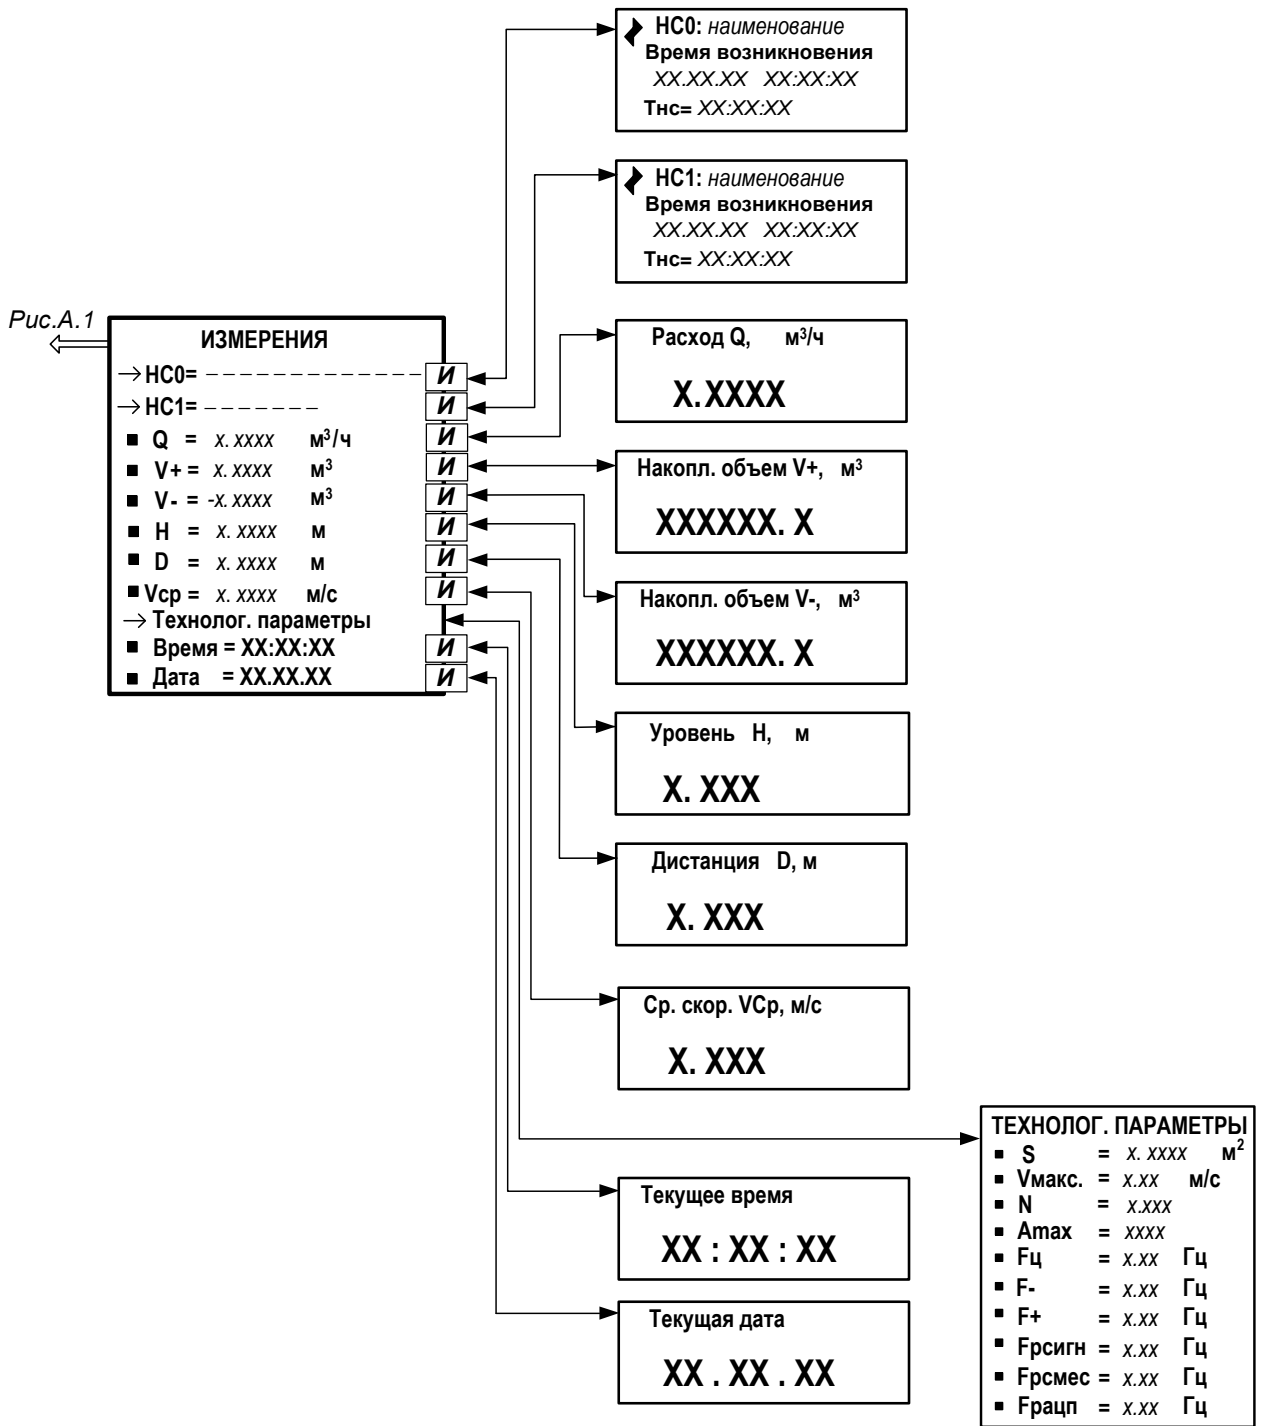 НС0: наименование
Время возникновения
XX.XX.XX XX:XX:XX
Тнс= XX:XX:XX
НС1: наименование
Время возникновения
XX.XX.XX XX:XX:XX
Тнс= XX:XX:XX
Рис.А.1
ИЗМЕРЕНИЯ
→НС0= – – – – – – – – – – – – – И
→НС1= – – – – – – – И
■ Q = x. xxxx м³/ч И
■ V+ = x. xxxx м³ И
■ V- = -x. xxxx м³ И
■ H = x. xxxx м И
■ D = x. xxxx м И
■ Vср = x. xxxx м/с И
→ Технолог. параметры
■ Время = XX:XX:XX И
■ Дата = XX.XX.XX И
Расход Q, м³/ч
X.XXXX
Накопл. объем V+, м³
XXXXXX. X
Накопл. объем V-, м³
XXXXXX. X
Уровень H, м
X. XXX
Дистанция D, м
X. XXX
Ср. скор. VСр, м/с
X. XXX
Текущее время
XX : XX : XX
Текущая дата
XX . XX . XX
ТЕХНОЛОГ. ПАРАМЕТРЫ
■ S = x. xxxx м²
■ Vмакс. = x.xx м/с
■ N = x.xxx
■ Amax = xxxx
■ Fц = x.xx Гц
■ F- = x.xx Гц
■ F+ = x.xx Гц
■ Fрсигн = x.xx Гц
■ Fрсмес = x.xx Гц
■ Fрацп = x.xx Гц